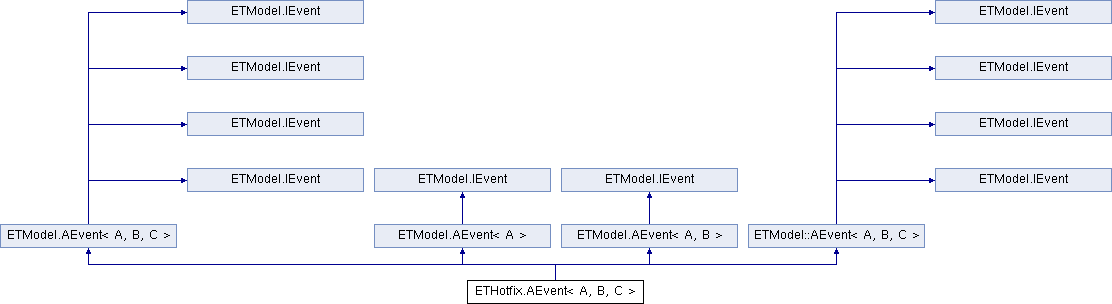 ETModel.IEvent
ETModel.IEvent
ETModel.IEvent
ETModel.IEvent
ETModel.IEvent
ETModel.IEvent
ETModel.IEvent
ETModel.IEvent
ETModel.IEvent
ETModel.IEvent
ETModel.AEvent< A, B, C >
ETModel.AEvent< A >
ETModel.AEvent< A, B >
ETModel::AEvent< A, B, C >
ETHotfix.AEvent< A, B, C >